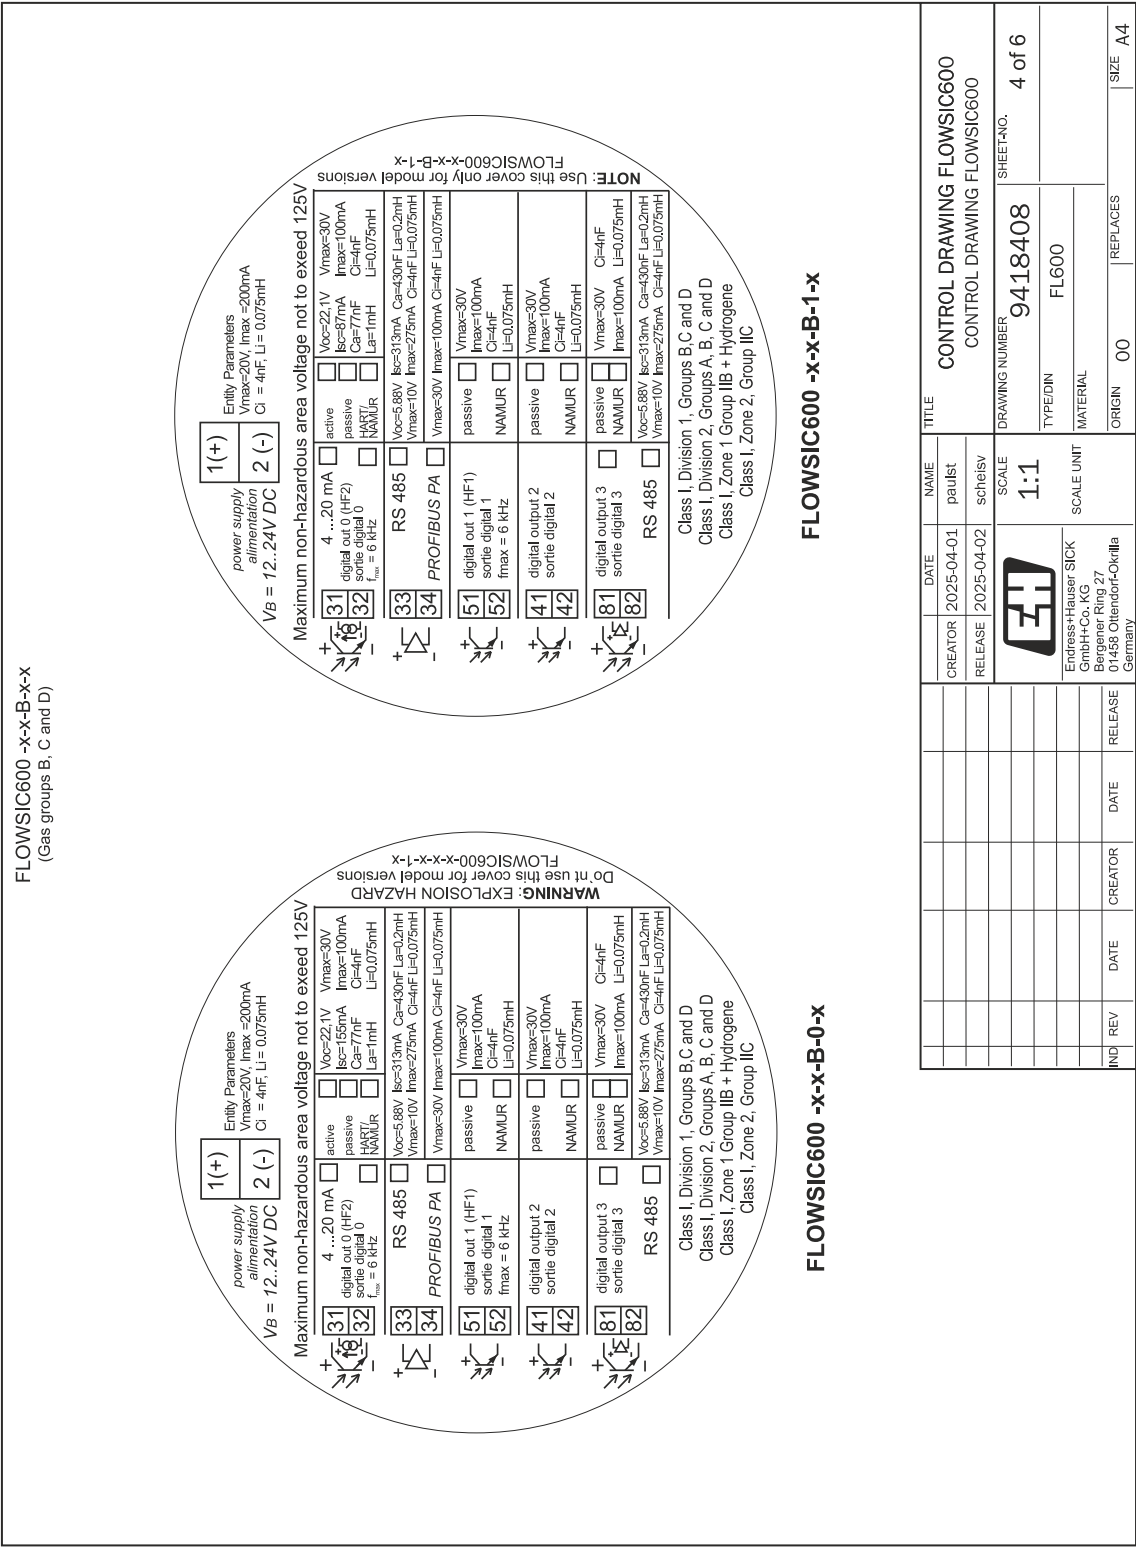 FLOWSIC600 -x-x-B-x-x
(Gas groups B, C and D)
power supply
alimentation
VB = 12..24V DC
1(+)
2 (-)
Entity Parameters
Vmax=20V, Imax =200mA
Ci = 4nF, Li = 0.075mH
Maximum non-hazardous area voltage not to exceed 125V
31
32
4 ...20 mA
digital out 0 (HF2)
sortie digital 0
fmax = 6 kHz
active
passive
HART/
NAMUR
Voc=22,1V
Isc=155mA
Ca=77nF
La=1mH
Vmax=30V
Imax=100mA
Ci=4nF
Li=0.075mH
33
34
RS 485
Voc=5.88V Isc=313mA Ca=430nF La=0.2mH
Vmax=10V Imax=275mA Ci=4nF Li=0.075mH
PROFIBUS PA
Vmax=30V Imax=100mA Ci=4nF Li=0.075mH
51
52
digital out 1 (HF1)
sortie digital 1
fmax = 6 kHz
passive
NAMUR
Vmax=30V
Imax=100mA
Ci=4nF
Li=0.075mH
41
42
digital output 2
sortie digital 2
passive
NAMUR
Vmax=30V
Imax=100mA
Ci=4nF
Li=0.075mH
81
82
digital output 3
sortie digital 3
passive
NAMUR
Vmax=30V Ci=4nF
Imax=100mA Li=0.075mH
RS 485
Voc=5.88V Isc=313mA Ca=430nF La=0.2mH
Vmax=10V Imax=275mA Ci=4nF Li=0.075mH
Class I, Division 1, Groups B,C and D
Class I, Division 2, Groups A, B, C and D
Class I, Zone 1 Group IIB + Hydrogene
Class I, Zone 2, Group IIC
WARNING: EXPLOSION HAZARD
Do`nt use this cover for model versions
FLOWSIC600-x-x-x-1-x
FLOWSIC600 -x-x-B-0-x
power supply
alimentation
VB = 12..24V DC
1(+)
2 (-)
Entity Parameters
Vmax=20V, Imax =200mA
Ci = 4nF, Li = 0.075mH
Maximum non-hazardous area voltage not to exceed 125V
31
32
4 ...20 mA
digital out 0 (HF2)
sortie digital 0
fmax = 6 kHz
active
passive
HART/
NAMUR
Voc=22,1V
Isc=87mA
Ca=77nF
La=1mH
Vmax=30V
Imax=100mA
Ci=4nF
Li=0.075mH
33
34
RS 485
Voc=5.88V Isc=313mA Ca=430nF La=0.2mH
Vmax=10V Imax=275mA Ci=4nF Li=0.075mH
PROFIBUS PA
Vmax=30V Imax=100mA Ci=4nF Li=0.075mH
51
52
digital out 1 (HF1)
sortie digital 1
fmax = 6 kHz
passive
NAMUR
Vmax=30V
Imax=100mA
Ci=4nF
Li=0.075mH
41
42
digital output 2
sortie digital 2
passive
NAMUR
Vmax=30V
Imax=100mA
Ci=4nF
Li=0.075mH
81
82
digital output 3
sortie digital 3
passive
NAMUR
Vmax=30V Ci=4nF
Imax=100mA Li=0.075mH
RS 485
Voc=5.88V Isc=313mA Ca=430nF La=0.2mH
Vmax=10V Imax=275mA Ci=4nF Li=0.075mH
Class I, Division 1, Groups B,C and D
Class I, Division 2, Groups A, B, C and D
Class I, Zone 1 Group IIB + Hydrogene
Class I, Zone 2, Group IIC
NOTE: Use this cover only for model versions
FLOWSIC600-x-x-B-1-x
FLOWSIC600 -x-x-B-1-x
IND REV DATE CREATOR DATE RELEASE
DATE NAME
CREATOR 2025-04-01 paulst
RELEASE 2025-04-02 scheisv
EH
Endress+Hauser SICK
GmbH+Co. KG
Bergener Ring 27
01458 Ottendorf-Okrilla
Germany
SCALE
1:1
SCALE UNIT
TITLE
CONTROL DRAWING FLOWSIC600
CONTROL DRAWING FLOWSIC600
DRAWING NUMBER
9418408
SHEET-NO.
4 of 6
TYPE/DIN
FL600
MATERIAL
ORIGIN 00 REPLACES SIZE A4